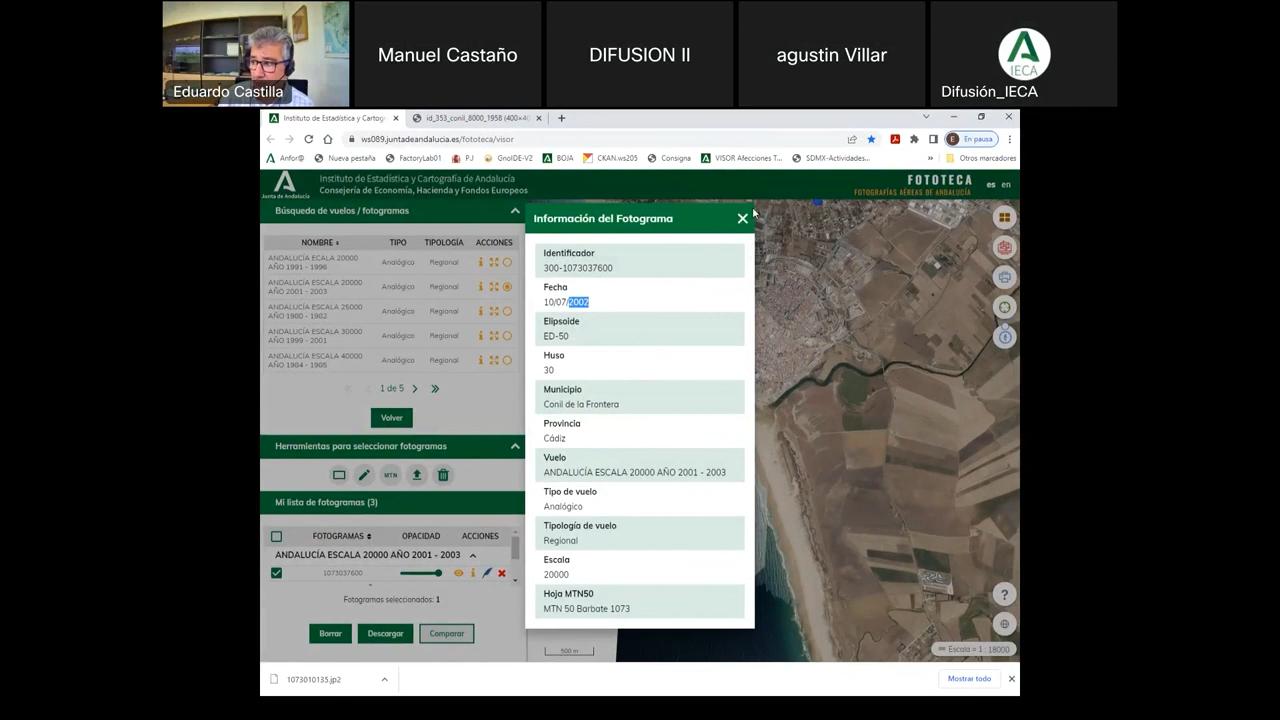 Eduardo Castilla
Manuel Castaño
DIFUSION II
agustin Villar
IECA
Difusión_IECA
Instituto de Estadística y Cartogr
id_353_conil_8000_1958 (400×40
ws089.juntadeandalucia.es/fototeca/visor
En pausa
Anfor@
Nueva pestaña
FactoryLab01
PJ
GnoIDE-V2
BOJA
CKAN.ws205
Consigna
VISOR Afecciones T...
SDMX-Actividades...
Otros marcadores
Junta de Andalucía
Instituto de Estadística y Cartografía de Andalucía
Consejería de Economía, Hacienda y Fondos Europeos
FOTOTECA
FOTOGRAFÍAS AÉREAS DE ANDALUCÍA
es en
Búsqueda de vuelos / fotogramas
NOMBRE TIPO TIPOLOGÍA ACCIONES
ANDALUCÍA ECALA 20000
AÑO 1991 - 1996
Analógico Regional
ANDALUCÍA ESCALA 20000
AÑO 2001 - 2003
Analógico Regional
ANDALUCÍA ESCALA 25000
AÑO 1980 - 1982
Analógico Regional
ANDALUCÍA ESCALA 30000
AÑO 1999 - 2001
Analógico Regional
ANDALUCÍA ESCALA 40000
AÑO 1984 - 1985
Analógico Regional
1 de 5
Volver
Herramientas para seleccionar fotogramas
MTN
Mi lista de fotogramas (3)
FOTOGRAMAS OPACIDAD ACCIONES
ANDALUCÍA ESCALA 20000 AÑO 2001 - 2003
1073037600
Fotogramas seleccionados: 1
Borrar
Descargar
Comparar
Información del Fotograma
Identificador
300-1073037600
Fecha
10/07/2002
Elipsoide
ED-50
Huso
30
Municipio
Conil de la Frontera
Provincia
Cádiz
Vuelo
ANDALUCÍA ESCALA 20000 AÑO 2001 - 2003
Tipo de vuelo
Analógico
Tipología de vuelo
Regional
Escala
20000
Hoja MTN50
MTN 50 Barbate 1073
500 m
?
Escala = 1 : 18000
1073010135.jp2
Mostrar todo